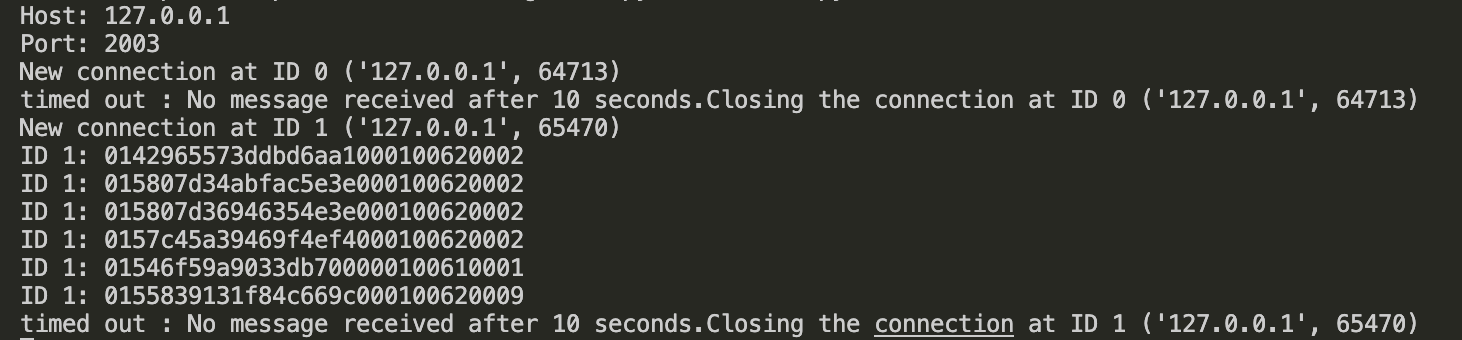 Host: 127.0.0.1
Port: 2003
New connection at ID 0 ('127.0.0.1', 64713)
timed out : No message received after 10 seconds.Closing the connection at ID 0 ('127.0.0.1', 64713)
New connection at ID 1 ('127.0.0.1', 65470)
ID 1: 0142965573ddbd6aa1000100620002
ID 1: 015807d34abfac5e3e000100620002
ID 1: 015807d36946354e3e000100620002
ID 1: 0157c45a39469f4ef4000100620002
ID 1: 01546f59a9033db700000100610001
ID 1: 0155839131f84c669c000100620009
timed out : No message received after 10 seconds.Closing the connection at ID 1 ('127.0.0.1', 65470)